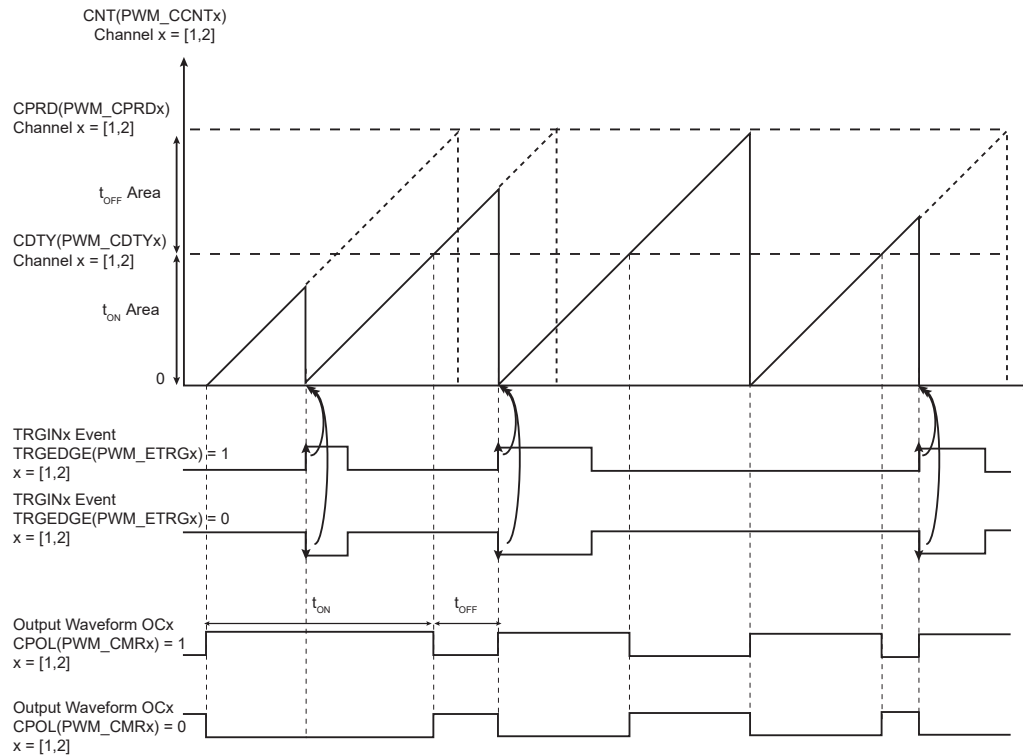 CNT(PWM_CCNTx)
Channel x = [1,2]
CPRD(PWM_CPRDx)
Channel x = [1,2]
tOFF Area
CDTY(PWM_CDTYx)
Channel x = [1,2]
tON Area
0
TRGINx Event
TRGEDGE(PWM_ETRGx) = 1
x = [1,2]
TRGINx Event
TRGEDGE(PWM_ETRGx) = 0
x = [1,2]
tON
tOFF
Output Waveform OCx
CPOL(PWM_CMRx) = 1
x = [1,2]
Output Waveform OCx
CPOL(PWM_CMRx) = 0
x = [1,2]